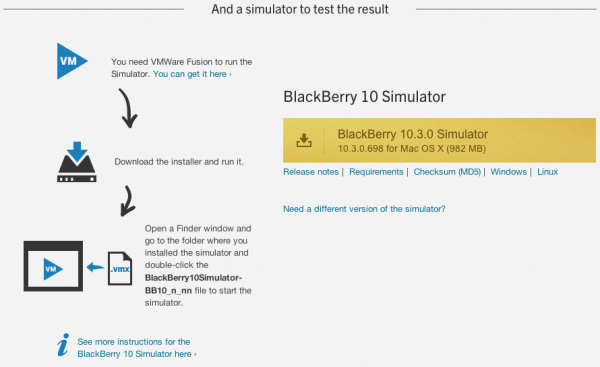 And a simulator to test the result
VM
You need VMWare Fusion to run the
Simulator. You can get it here ›
Download the installer and run it.
Open a Finder window and
go to the folder where you
installed the simulator and
double-click the
BlackBerry10Simulator-
BB10_n_nn file to start the
simulator.
VM
.vmx
i
See more instructions for the
BlackBerry 10 Simulator here ›
BlackBerry 10 Simulator
BlackBerry 10.3.0 Simulator
10.3.0.698 for Mac OS X (982 MB)
Release notes | Requirements | Checksum (MD5) | Windows | Linux
Need a different version of the simulator?